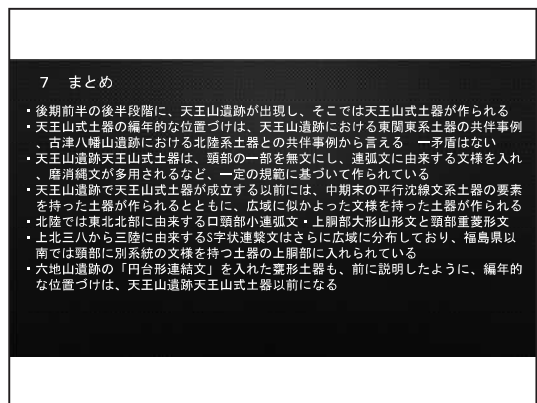 7　まとめ
・後期前半の後半段階に、天王山遺跡が出現し、そこでは天王山式土器が作られる
・天王山式土器の編年的な位置づけは、天王山遺跡における東関東系土器の共伴事例
、古津八幡山遺跡における北陸系土器との共伴事例から言える　ー矛盾はない
・天王山遺跡天王山式土器は、頸部の一部を無文にし、連弧文に由来する文様を入れ
、磨消縄文が多用されるなど、一定の規範に基づいて作られている
・天王山遺跡で天王山式土器が成立する以前には、中期末の平行沈線文系土器の要素
を持った土器が作られるとともに、広域に似かよった文様を持った土器が作られる
・北陸では東北北部に由来する口頸部小連弧文・上胴部大形山形文と頸部重菱形文
・上北三八から三陸に由来するS字状連繋文はさらに広域に分布しており、福島県以
南では頸部に別系統の文様を持つ土器の上胴部に入れられている
・六地山遺跡の「円台形連結文」を入れた甕形土器も、前に説明したように、編年的
な位置づけは、天王山遺跡天王山式土器以前になる